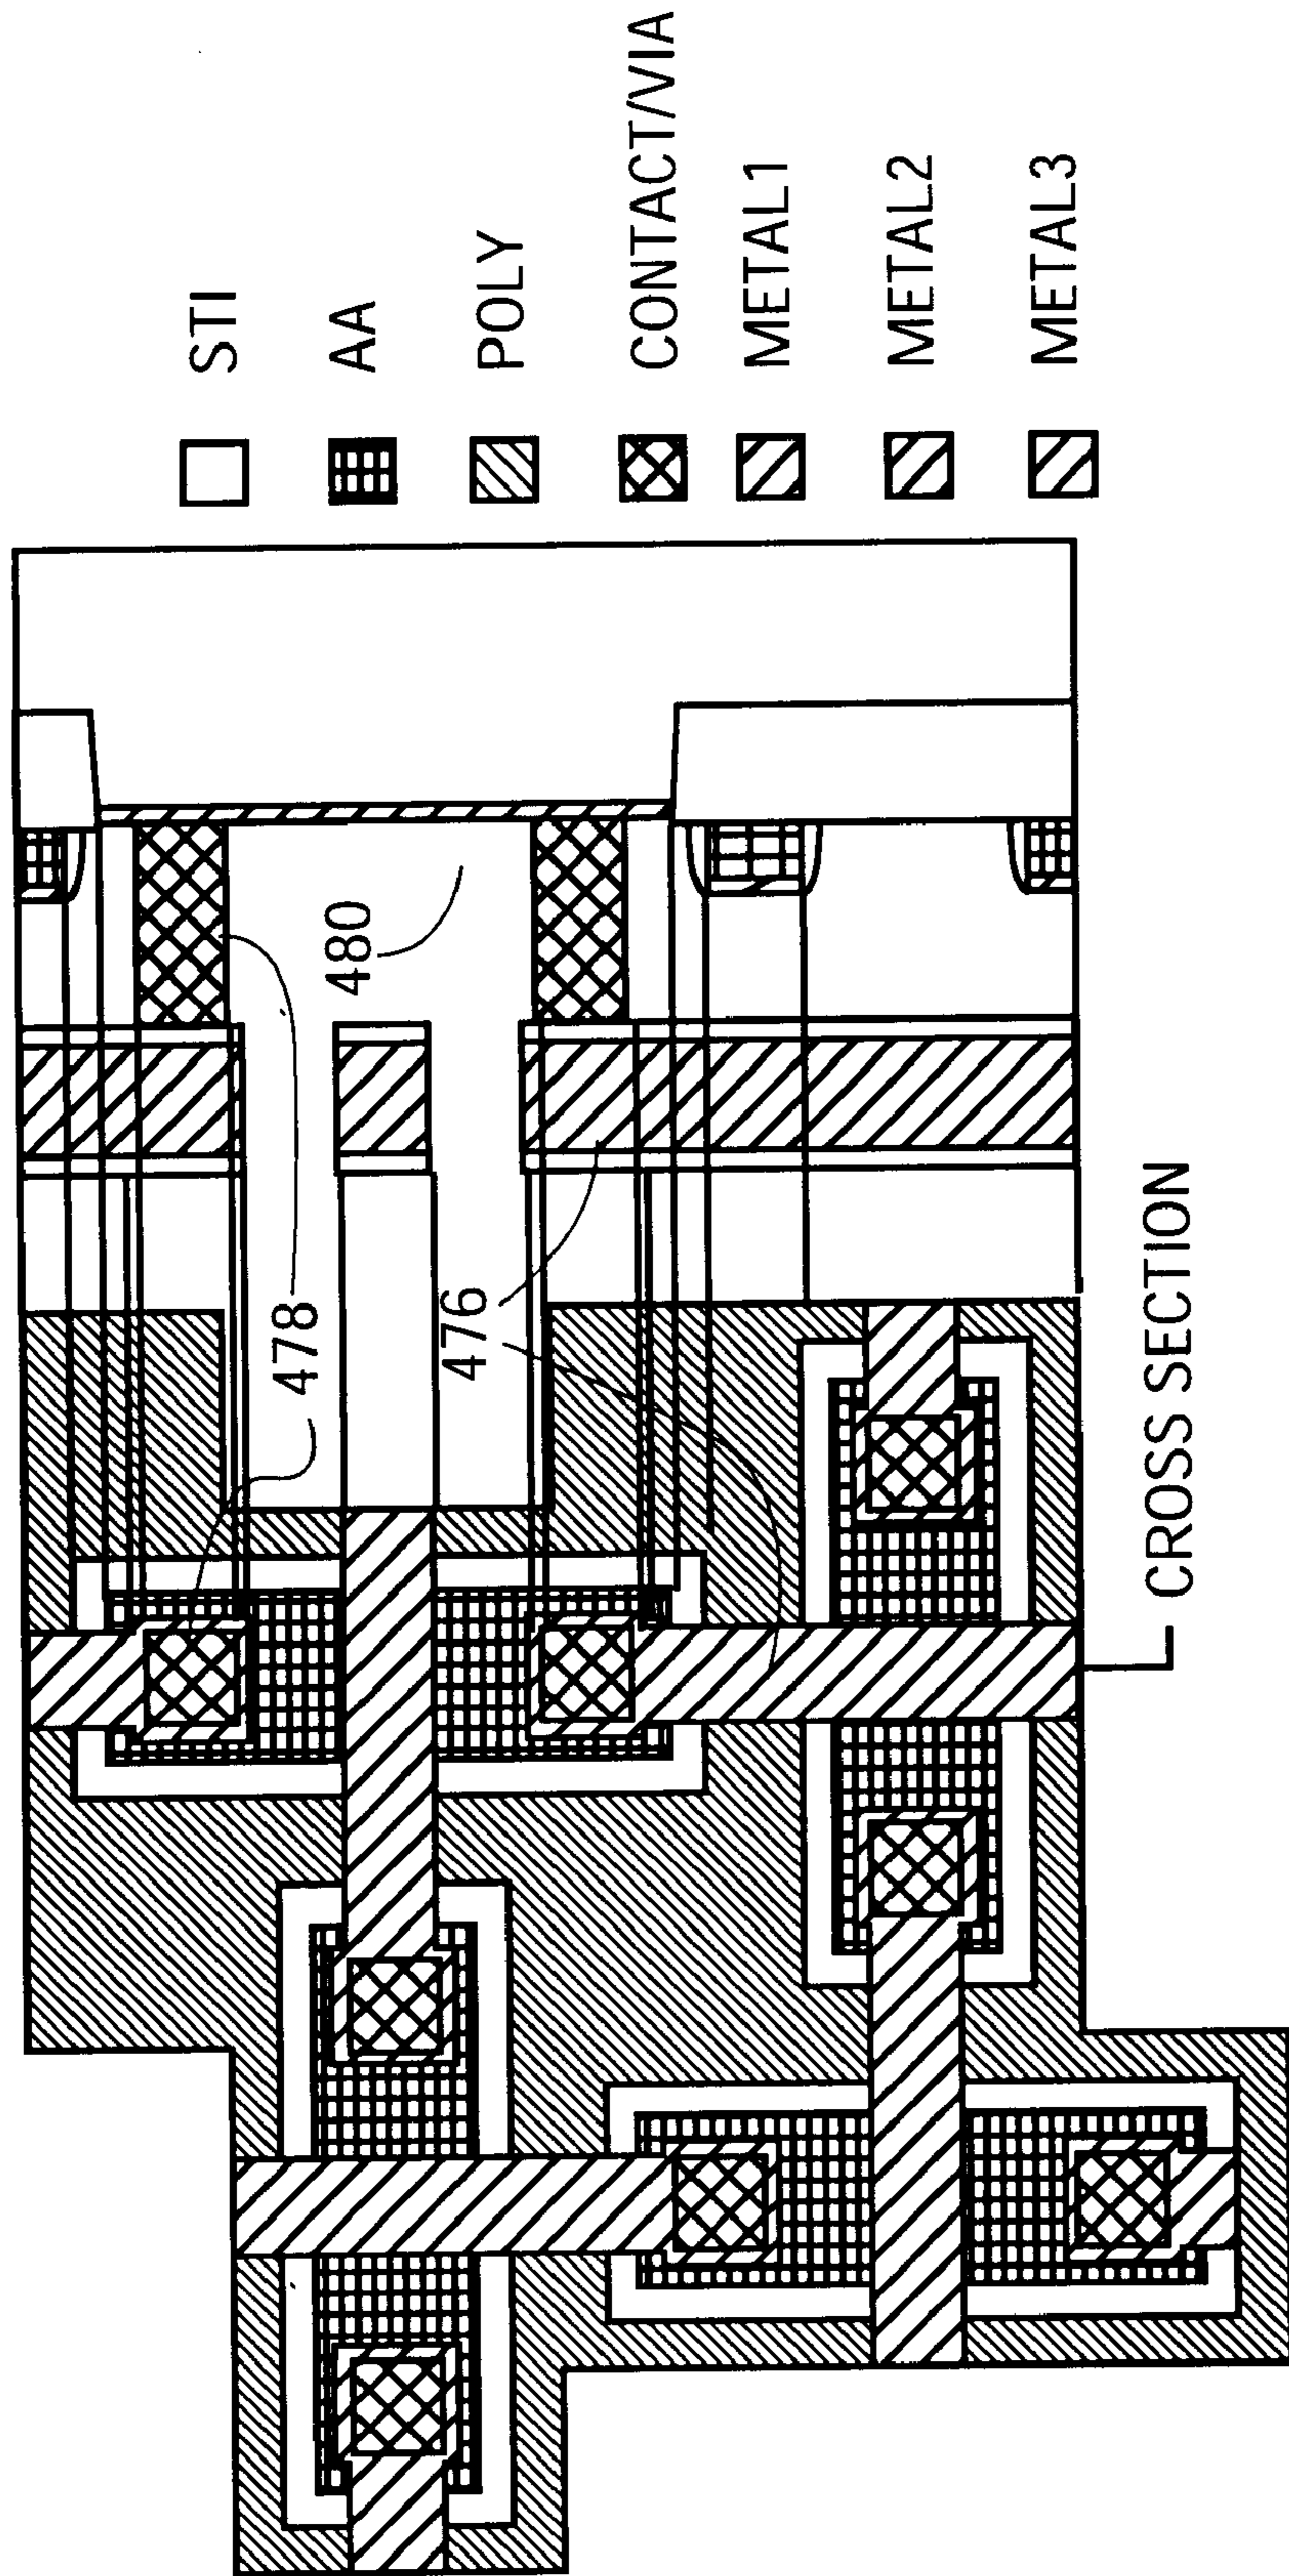 STI
AA
POLY
CONTACT/VIA
METAL1
METAL2
METAL3
478
480
476
CROSS SECTION